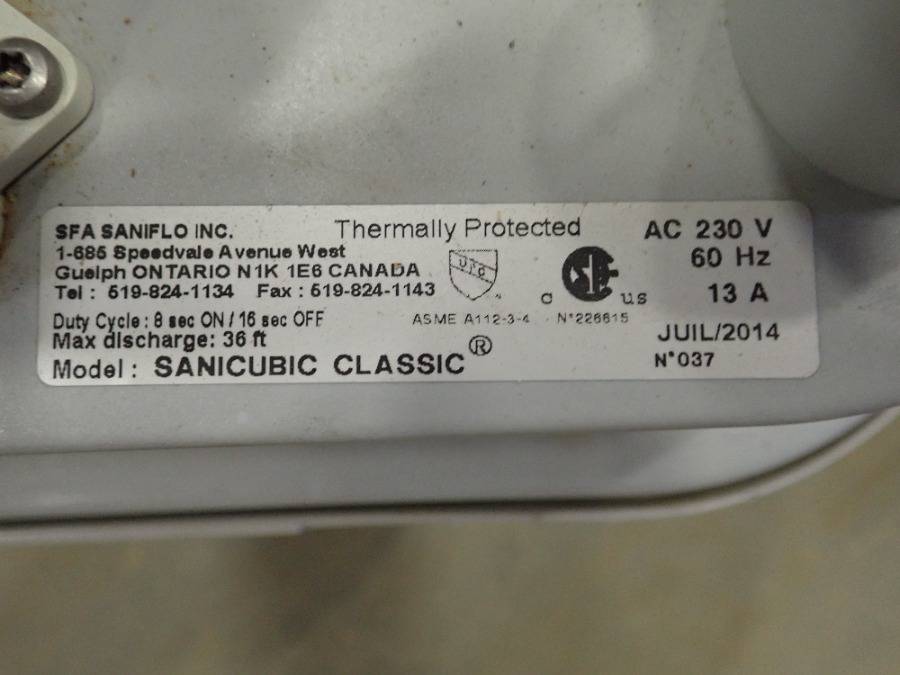 SFA SANIFLO INC. Thermally Protected AC 230 V
1-685 Speedvale Avenue West 60 Hz
Guelph ONTARIO N1K 1E6 CANADA
Tel : 519-824-1134 Fax : 519-824-1143 UPC c us 13 A
Duty Cycle : 8 sec ON / 16 sec OFF ASME A112-3-4 N°226615
Max discharge: 36 ft JUIL/2014
Model : SANICUBIC CLASSIC® N°037